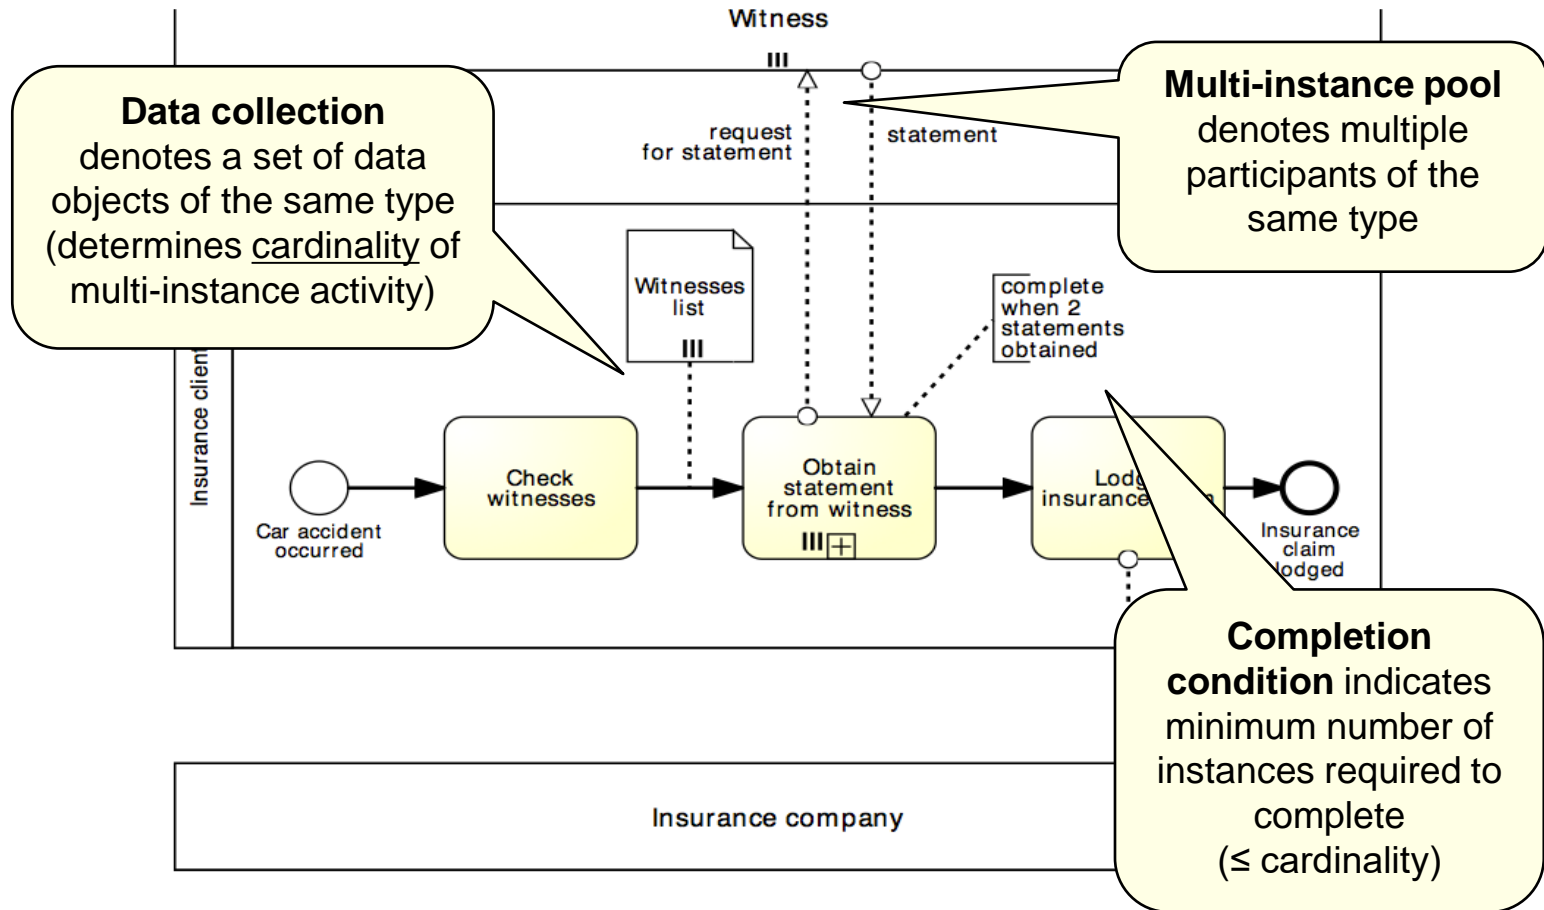 Witness
Data collection
denotes a set of data
objects of the same type
(determines cardinality of
multi-instance activity)
request
for statement
statement
Multi-instance pool
denotes multiple
participants of the
same type
Witnesses
list
complete
when 2
statements
obtained
Insurance client
Car accident
occurred
Check
witnesses
Obtain
statement
from witness
insurance
Insurance
claim
lodged
Completion
condition indicates
minimum number of
instances required to
complete
(≤ cardinality)
Insurance company